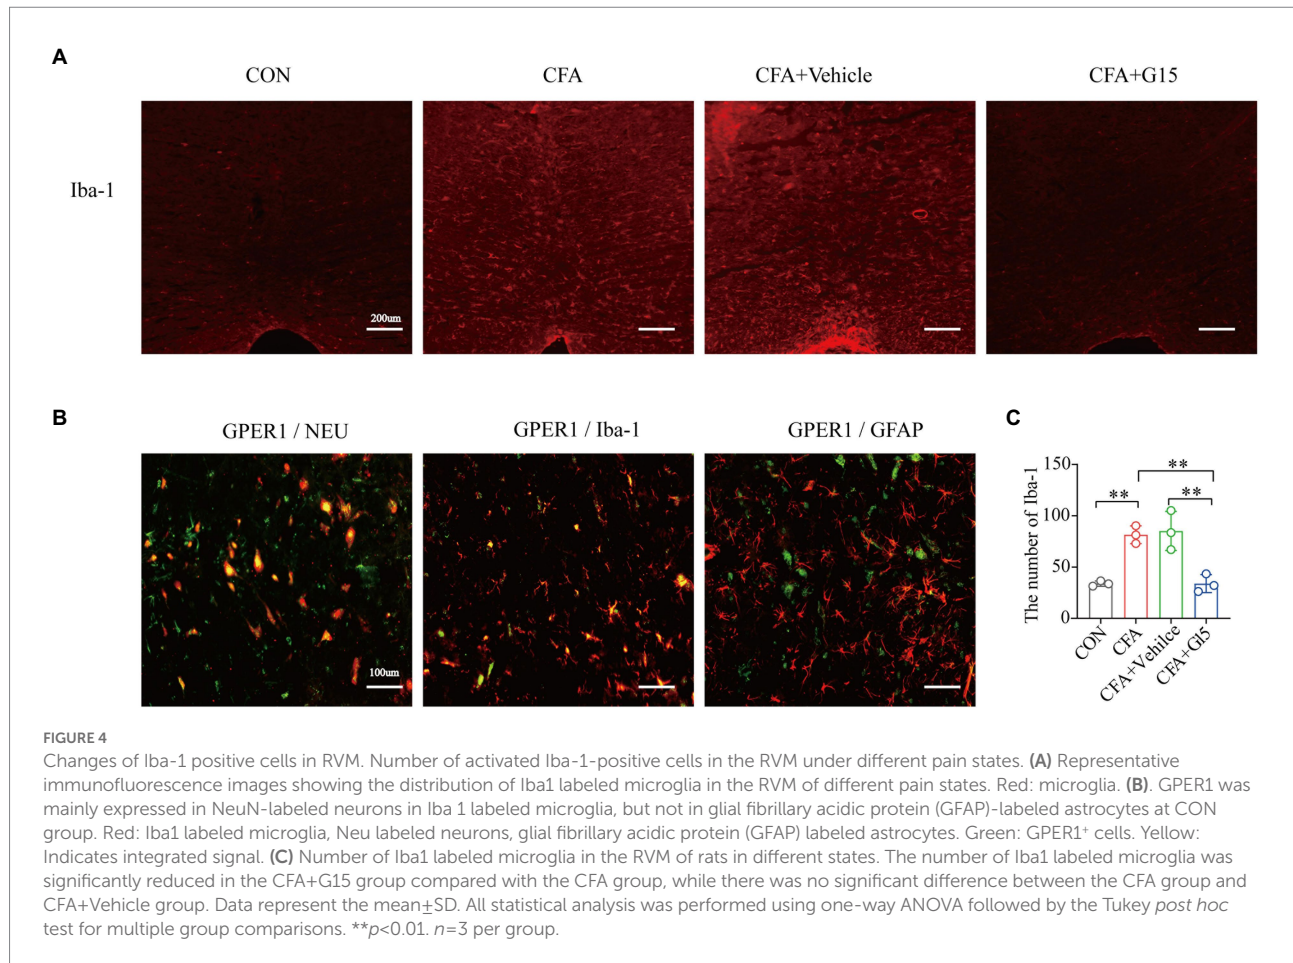 A
CON
CFA
CFA+Vehicle
CFA+G15
Iba-1
200um
B
GPER1 / NEU
GPER1 / Iba-1
GPER1 / GFAP
100um
C
The number of Iba-1
150
100
50
0
**
**
**
CON
CFA
CFA+Vehilce
CFA+G15
FIGURE 4
Changes of Iba-1 positive cells in RVM. Number of activated Iba-1-positive cells in the RVM under different pain states. (A) Representative
immunofluorescence images showing the distribution of Iba1 labeled microglia in the RVM of different pain states. Red: microglia. (B). GPER1 was
mainly expressed in NeuN-labeled neurons in Iba 1 labeled microglia, but not in glial fibrillary acidic protein (GFAP)-labeled astrocytes at CON
group. Red: Iba1 labeled microglia, Neu labeled neurons, glial fibrillary acidic protein (GFAP) labeled astrocytes. Green: GPER1⁺ cells. Yellow:
Indicates integrated signal. (C) Number of Iba1 labeled microglia in the RVM of rats in different states. The number of Iba1 labeled microglia was
significantly reduced in the CFA+G15 group compared with the CFA group, while there was no significant difference between the CFA group and
CFA+Vehicle group. Data represent the mean±SD. All statistical analysis was performed using one-way ANOVA followed by the Tukey post hoc
test for multiple group comparisons. **p<0.01. n=3 per group.